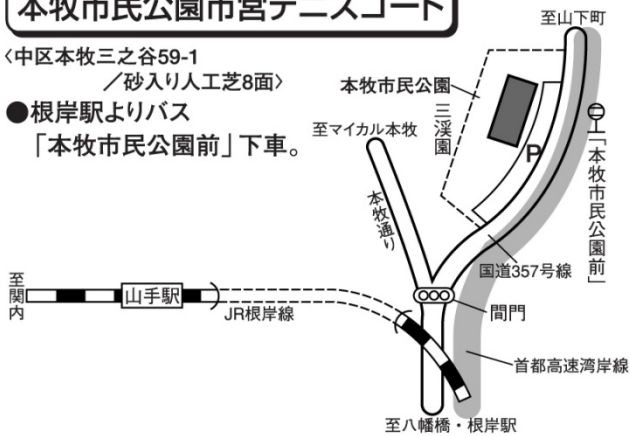 本牧市民公園市営テニスコート
〈中区本牧三之谷59-1
／砂入り人工芝8面〉
●根岸駅よりバス
「本牧市民公園前」下車。
至山下町
本牧市民公園
三渓園
至マイカル本牧
P
「本牧市民公園前」
本牧通り
国道357号線
至関内
山手駅
JR根岸線
間門
首都高速湾岸線
至八幡橋・根岸駅